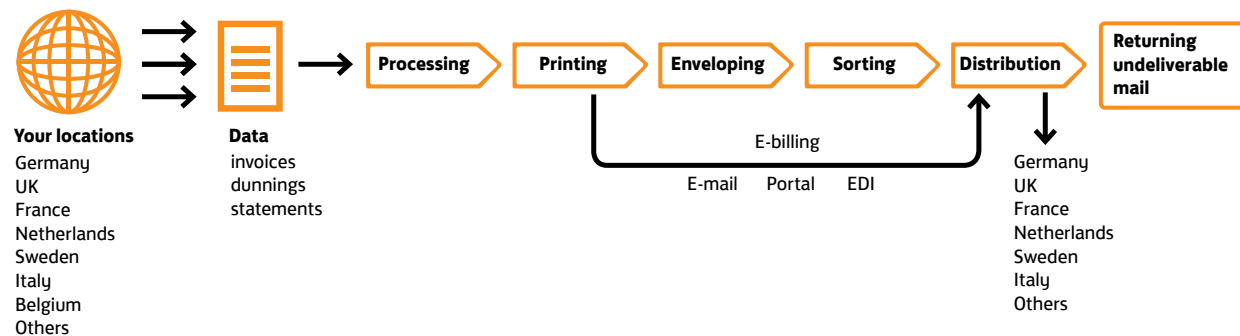 Your locations
Germany
UK
France
Netherlands
Sweden
Italy
Belgium
Others
Data
invoices
dunnings
statements
Processing
Printing
Enveloping
Sorting
Distribution
Returning
undeliverable
mail
E-billing
E-mail Portal EDI
Germany
UK
France
Netherlands
Sweden
Italy
Others